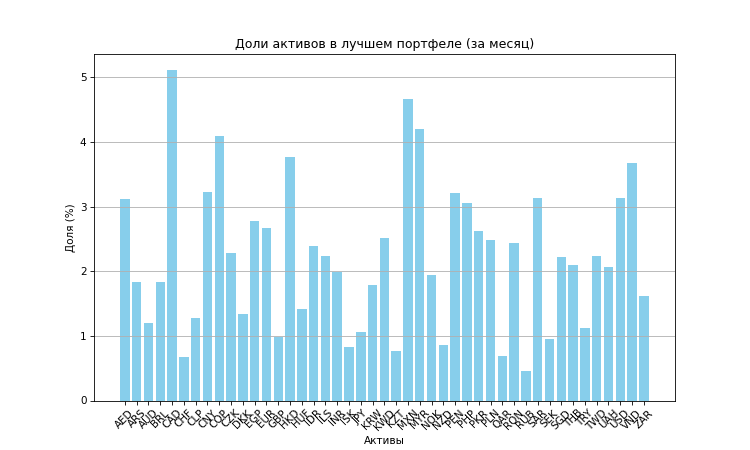 Доли активов в лучшем портфеле (за месяц)
5
4
3
2
1
0
Доля (%)
AED ARS AUD BRL CAD CHF CLP CNY COP CZK DKK EGP EUR GBP HKD HUF IDR ILS INR ISK JPY KRW KWD KZT MXN MYR NOK NZD PEN PHP PKR PLN QAR RON RUB SAR SEK SGD THB TRY TWD UAH USD VND ZAR
Активы